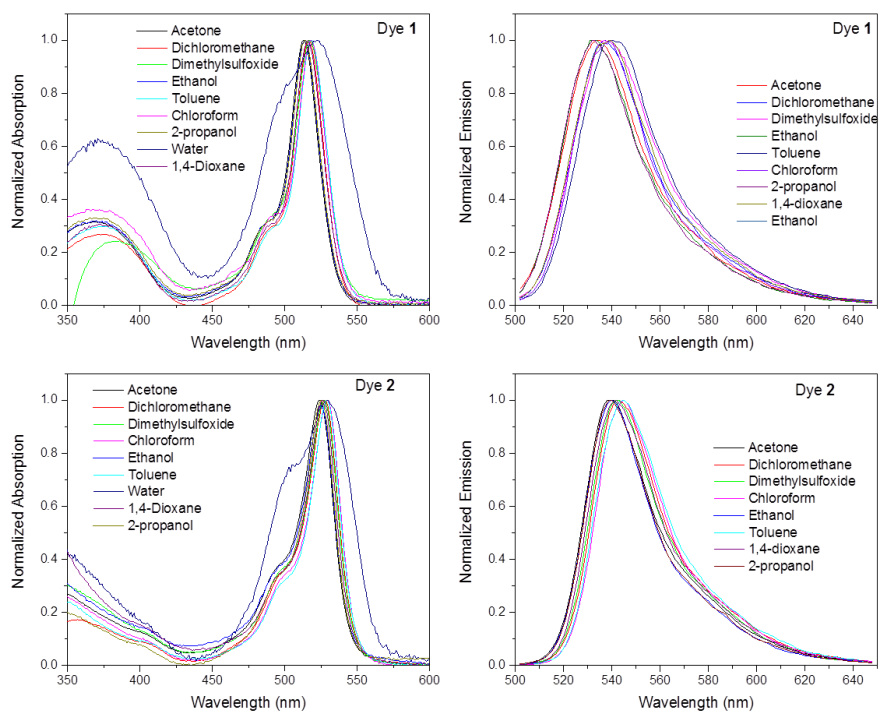 Dye 1
Acetone
Dichloromethane
Dimethylsulfoxide
Ethanol
Toluene
Chloroform
2-propanol
Water
1,4-Dioxane
Normalized Absorption
1.0
0.8
0.6
0.4
0.2
0.0
350
400
450
500
550
600
Wavelength (nm)
Dye 1
Acetone
Dichloromethane
Dimethylsulfoxide
Ethanol
Toluene
Chloroform
2-propanol
1,4-dioxane
Ethanol
Normalized Emission
1.0
0.8
0.6
0.4
0.2
0.0
500
520
540
560
580
600
620
640
Wavelength (nm)
Dye 2
Acetone
Dichloromethane
Dimethylsulfoxide
Chloroform
Ethanol
Toluene
Water
1,4-Dioxane
2-propanol
Normalized Absorption
1.0
0.8
0.6
0.4
0.2
0.0
350
400
450
500
550
600
Wavelength (nm)
Dye 2
Acetone
Dichloromethane
Dimethylsulfoxide
Chloroform
Ethanol
Toluene
1,4-dioxane
2-propanol
Normalized Emission
1.0
0.8
0.6
0.4
0.2
0.0
500
520
540
560
580
600
620
640
Wavelength (nm)